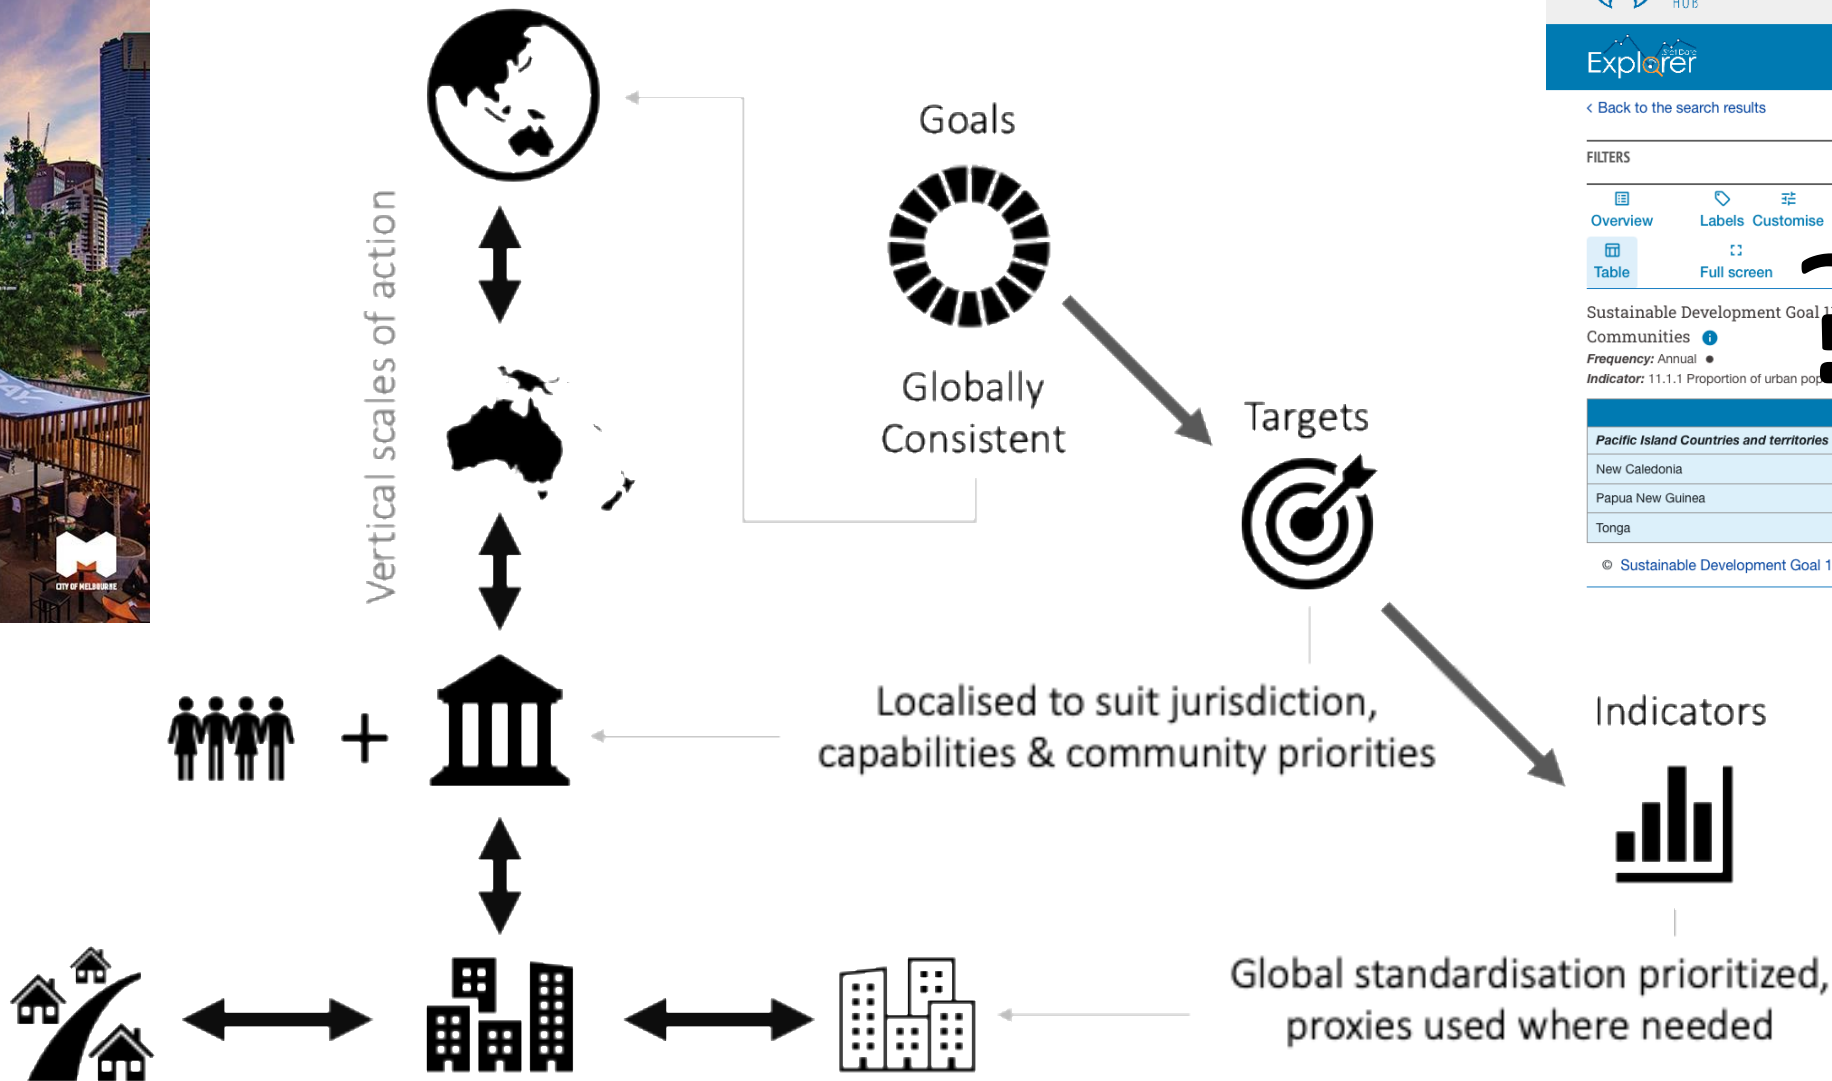 AY.
CITY OF MELBOURNE
Vertical scales of action
Goals
Globally
Consistent
Targets
Localised to suit jurisdiction,
capabilities & community priorities
Indicators
Global standardisation prioritized,
proxies used where needed
HUB
Stat Data
Explorer
< Back to the search results
FILTERS
Overview
Labels
Customise
Table
Full screen
Sustainable Development Goal
Communities
Frequency: Annual
Indicator: 11.1.1 Proportion of urban
Pacific Island Countries and territories
New Caledonia
Papua New Guinea
Tonga
© Sustainable Development Goal 1